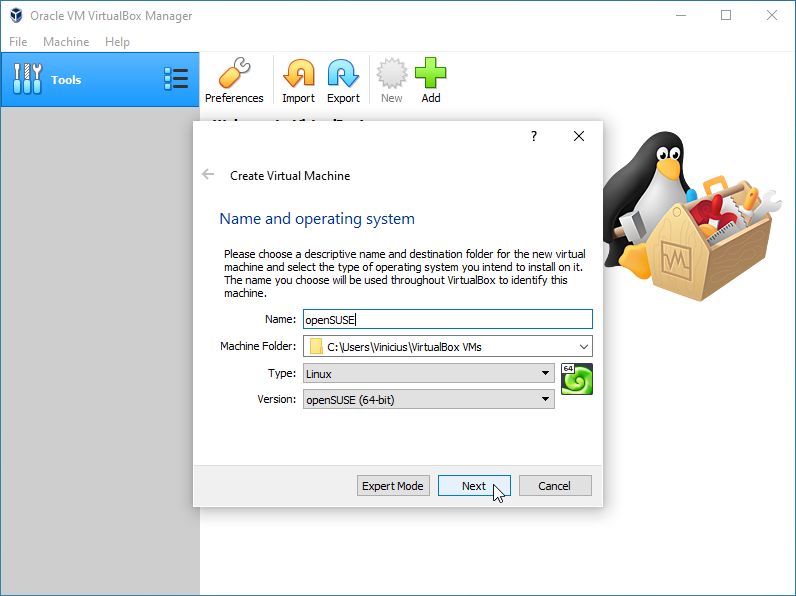 Oracle VM VirtualBox Manager
File Machine Help
Tools
Preferences Import Export New Add
?
Create Virtual Machine
Name and operating system
Please choose a descriptive name and destination folder for the new virtual
machine and select the type of operating system you intend to install on it.
The name you choose will be used throughout VirtualBox to identify this
machine.
Name: openSUSE
Machine Folder: C:\Users\Vinicius\VirtualBox VMs
Type: Linux
64
Version: openSUSE (64-bit)
Expert Mode Next Cancel